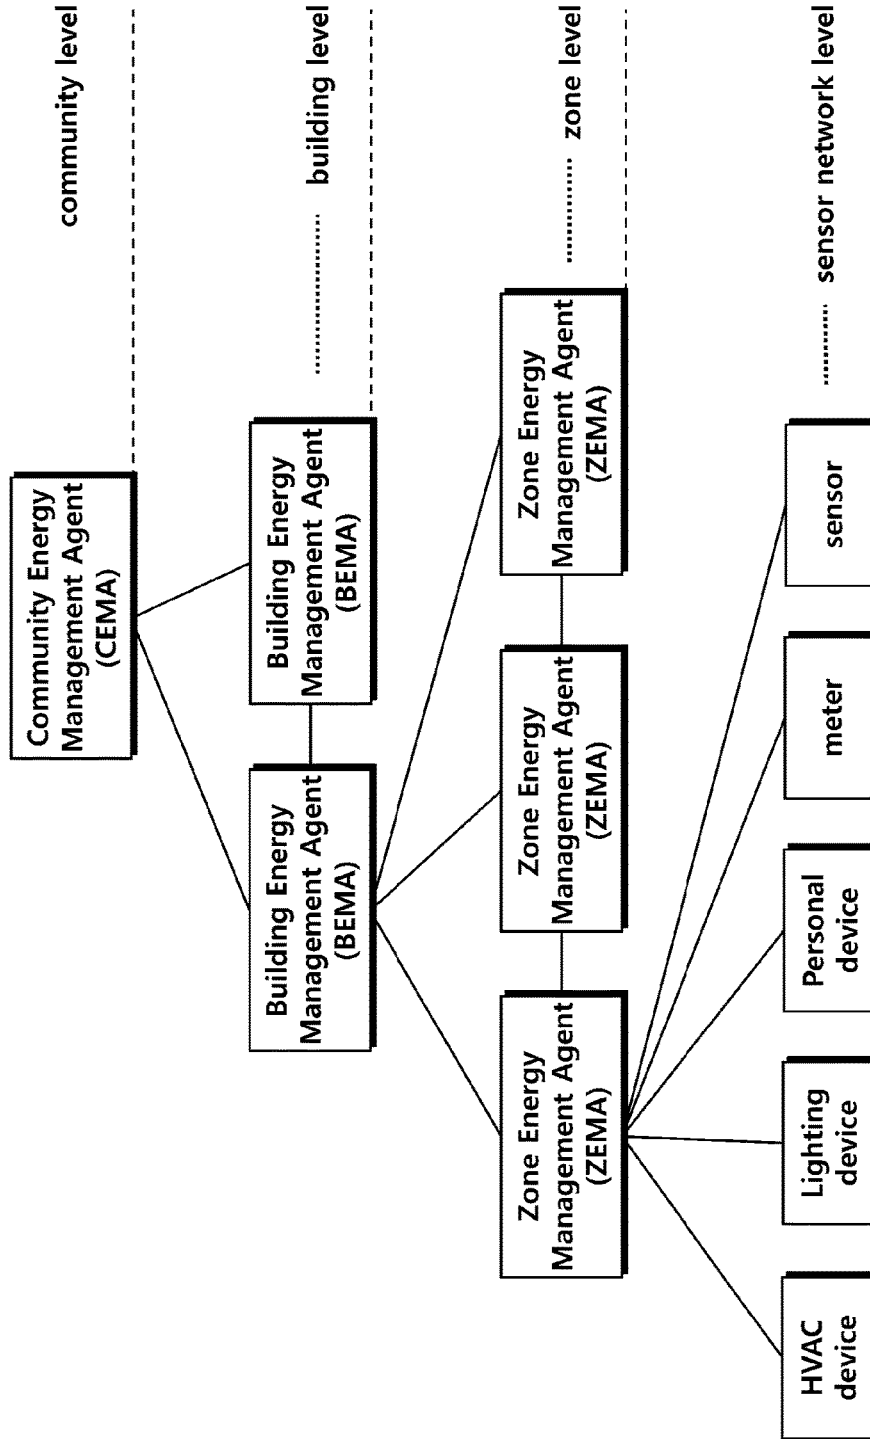 Community Energy
Management Agent
(CEMA)
community level
Building Energy
Management Agent
(BEMA)
Building Energy
Management Agent
(BEMA)
building level
Zone Energy
Management Agent
(ZEMA)
Zone Energy
Management Agent
(ZEMA)
Zone Energy
Management Agent
(ZEMA)
zone level
HVAC
device
Lighting
device
Personal
device
meter
sensor
sensor network level